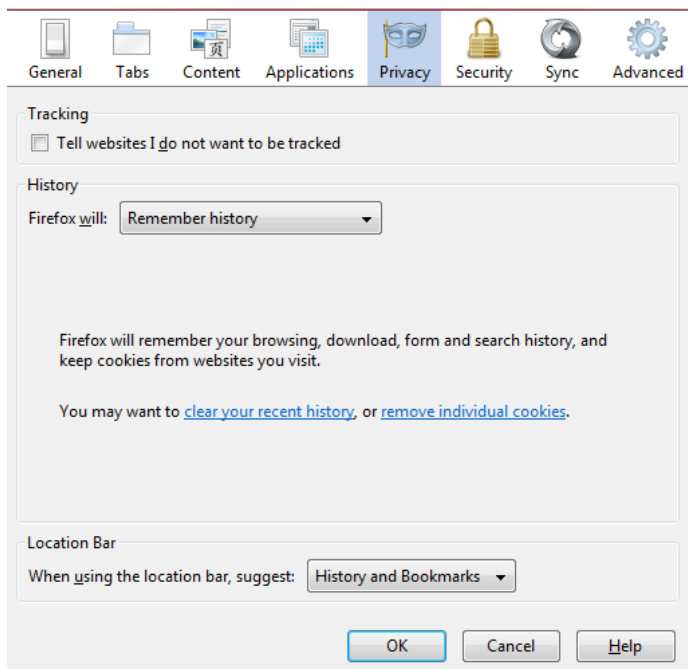 页
General Tabs Content Applications Privacy Security Sync Advanced
Tracking
Tell websites I do not want to be tracked
History
Firefox will: Remember history
Firefox will remember your browsing, download, form and search history, and
keep cookies from websites you visit.
You may want to clear your recent history, or remove individual cookies.
Location Bar
When using the location bar, suggest: History and Bookmarks
OK Cancel Help